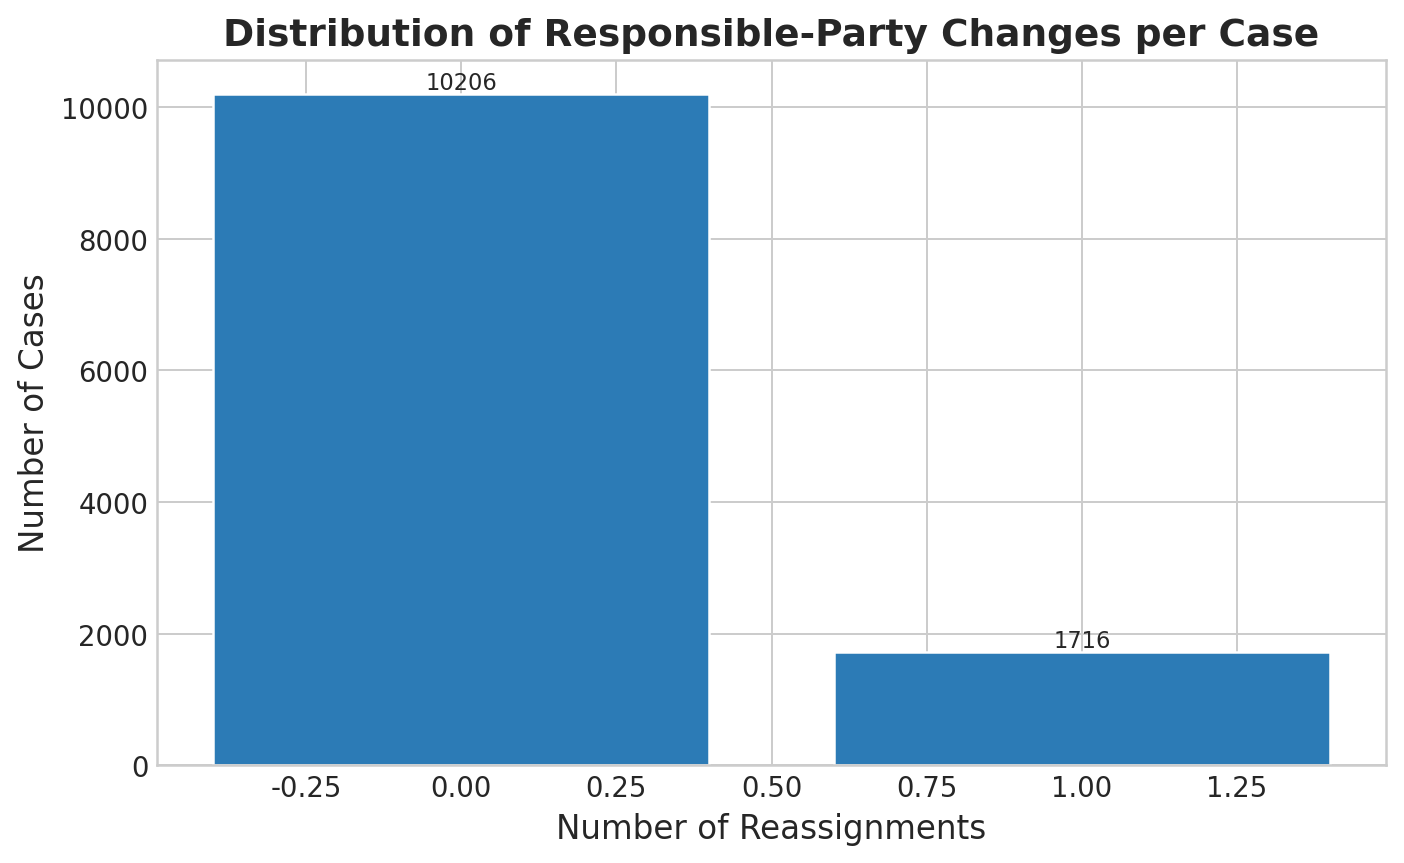 Distribution of Responsible-Party Changes per Case
10206
10000
8000
6000
4000
2000
0
1716
Number of Cases
-0.25 0.00 0.25 0.50 0.75 1.00 1.25
Number of Reassignments